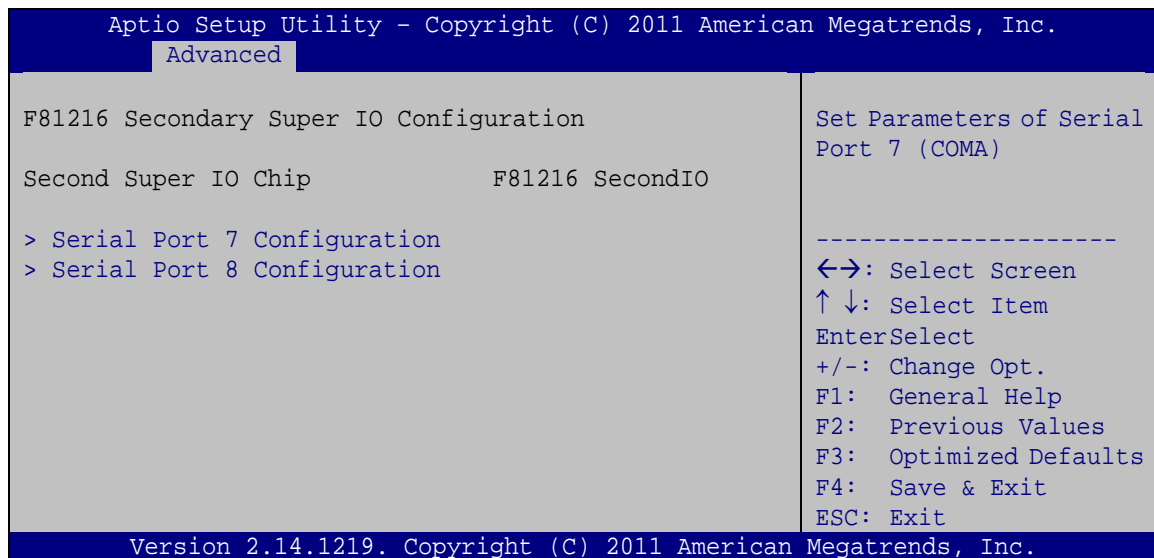 Aptio Setup Utility – Copyright (C) 2011 American Megatrends, Inc.
Advanced
F81216 Secondary Super IO Configuration
Second Super IO Chip F81216 SecondIO
> Serial Port 7 Configuration
> Serial Port 8 Configuration
Set Parameters of Serial
Port 7 (COMA)
---------------------
←→: Select Screen
↑ ↓: Select Item
EnterSelect
+/-: Change Opt.
F1: General Help
F2: Previous Values
F3: Optimized Defaults
F4: Save & Exit
ESC: Exit
Version 2.14.1219. Copyright (C) 2011 American Megatrends, Inc.